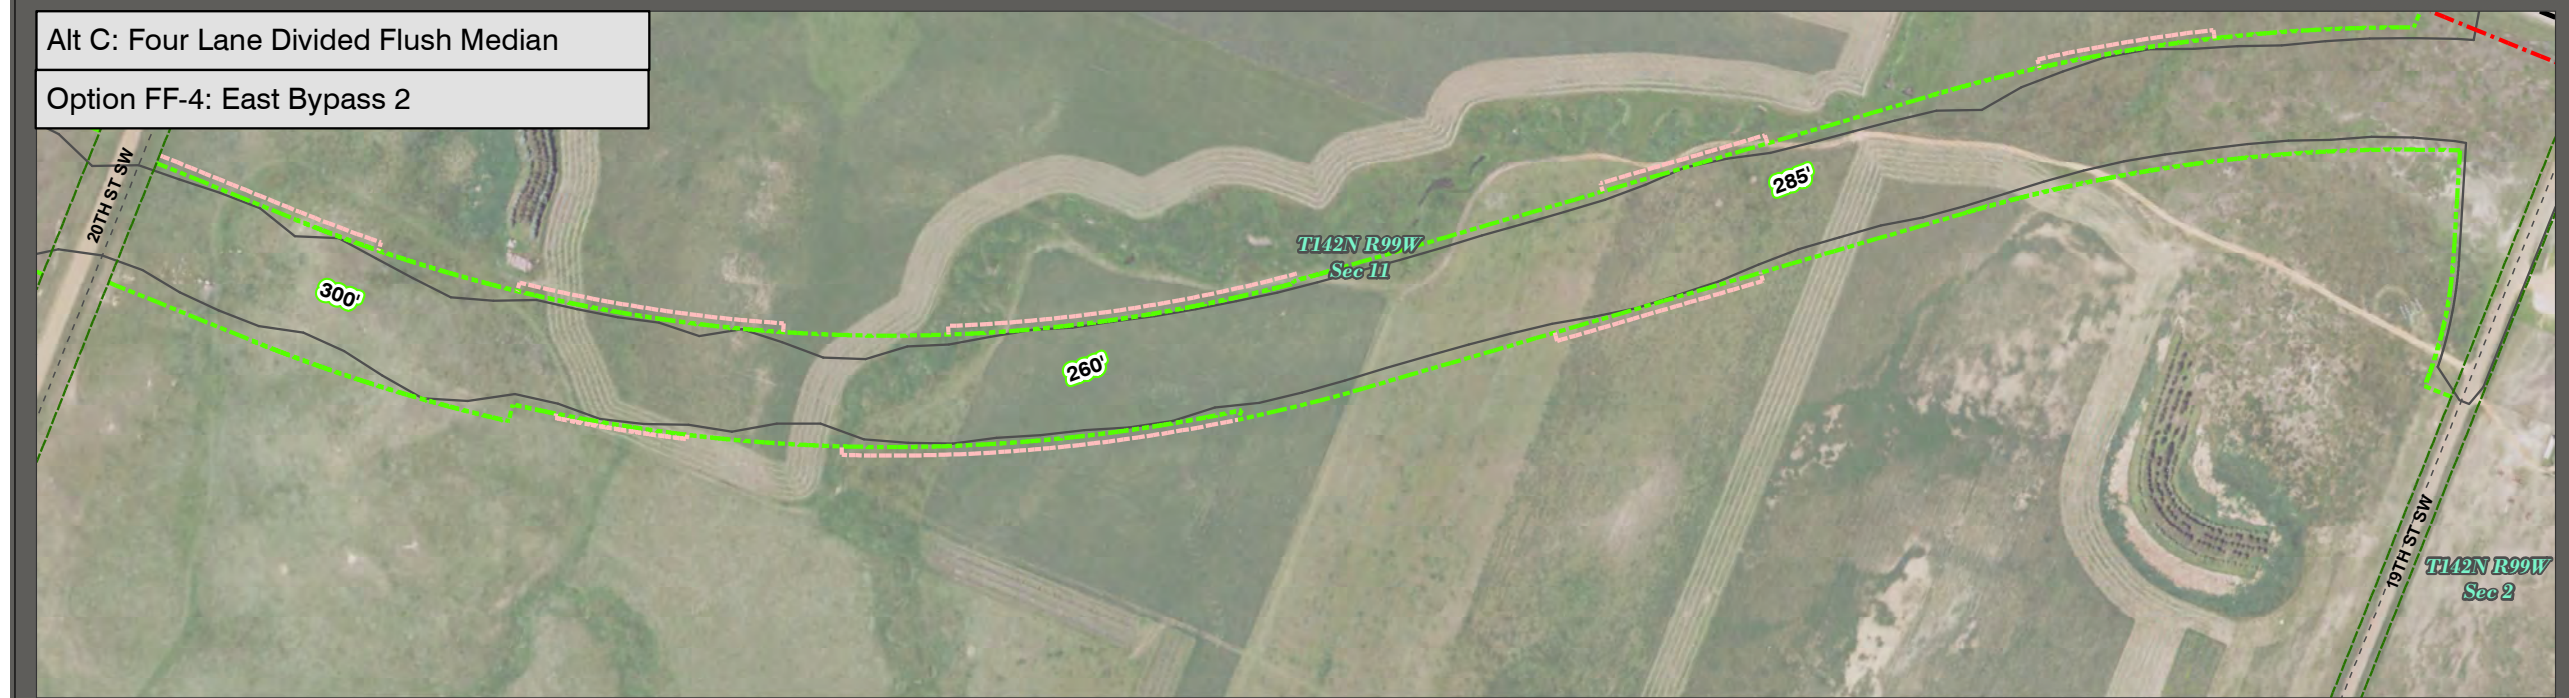 Alt C: Four Lane Divided Flush Median
Option FF-4: East Bypass 2
20TH ST SW
300'
260'
T142N R99W
Sec 11
285'
19TH ST SW
T142N R99W
Sec 2